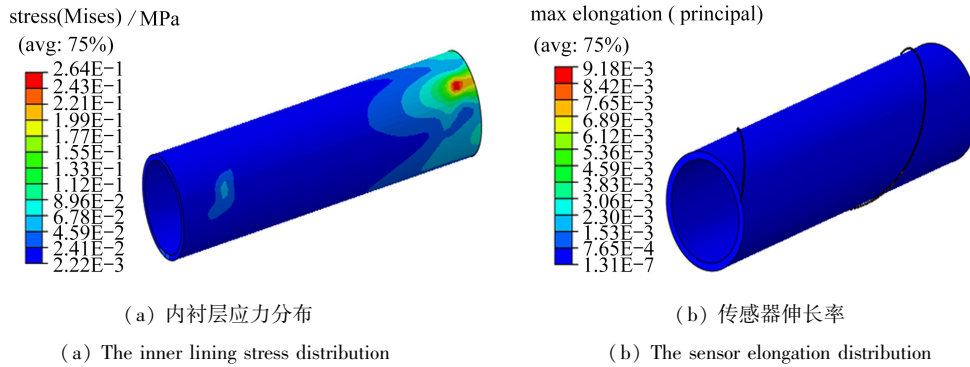 stress(Mises) / MPa
(avg: 75%)
2.64E-1
2.43E-1
2.21E-1
1.99E-1
1.77E-1
1.55E-1
1.33E-1
1.12E-1
8.96E-2
6.78E-2
4.59E-2
2.41E-2
2.22E-3
(a) 内衬层应力分布
(a) The inner lining stress distribution
max elongation ( principal)
(avg: 75%)
9.18E-3
8.42E-3
7.65E-3
6.89E-3
6.12E-3
5.36E-3
4.59E-3
3.83E-3
3.06E-3
2.30E-3
1.53E-3
7.65E-4
1.31E-7
(b) 传感器伸长率
(b) The sensor elongation distribution